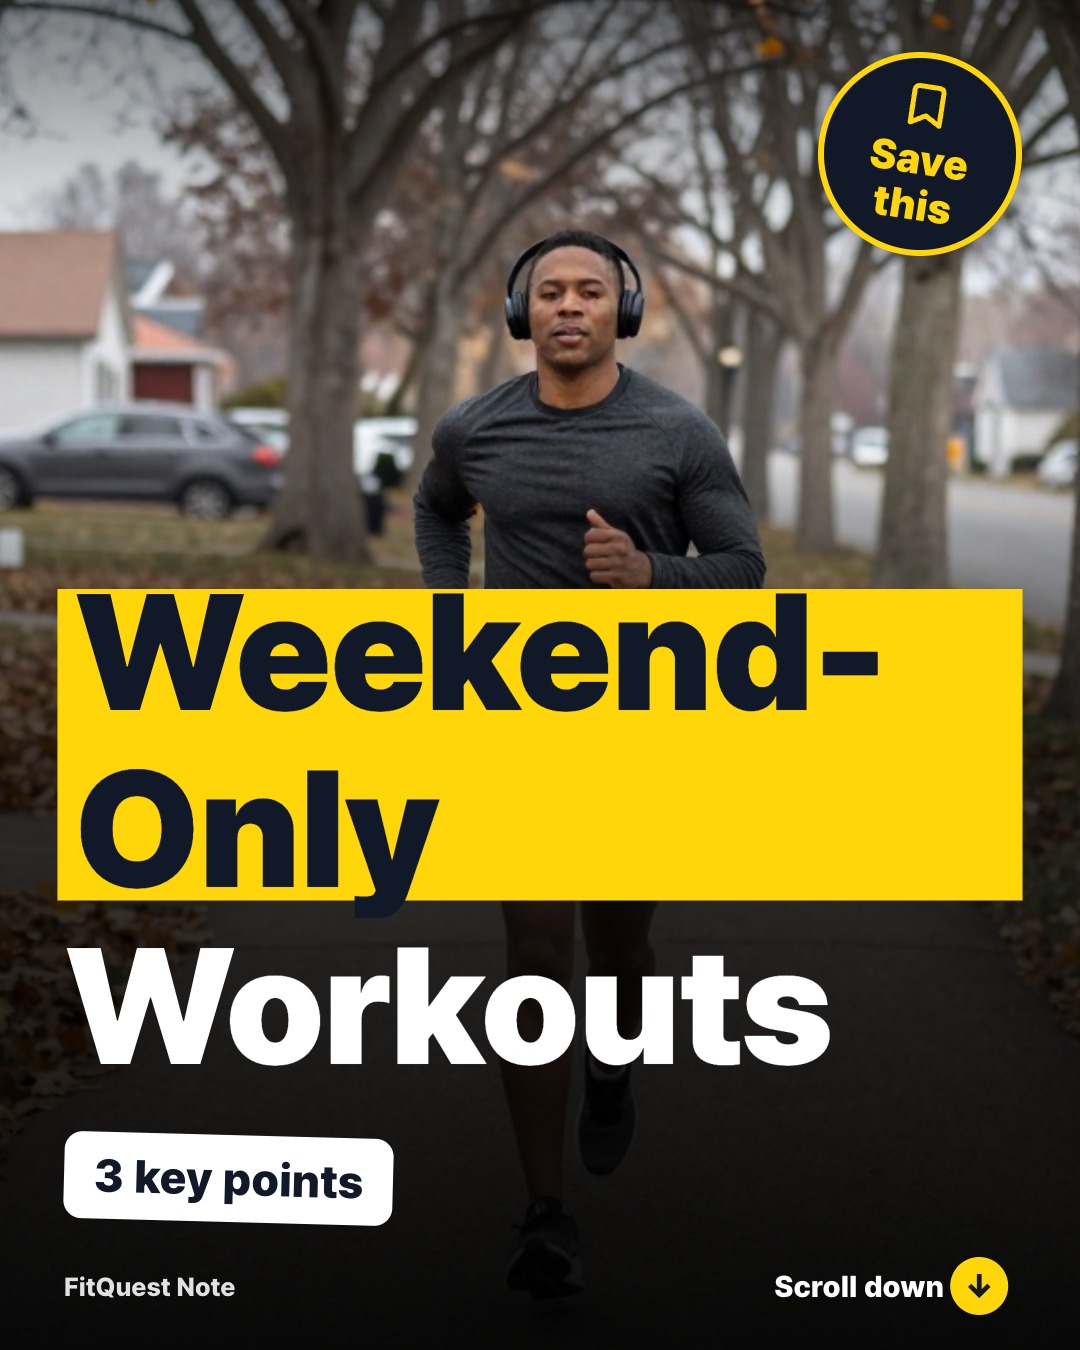 Save
this
Weekend-
Only
Workouts
3 key points
FitQuest Note
Scroll down